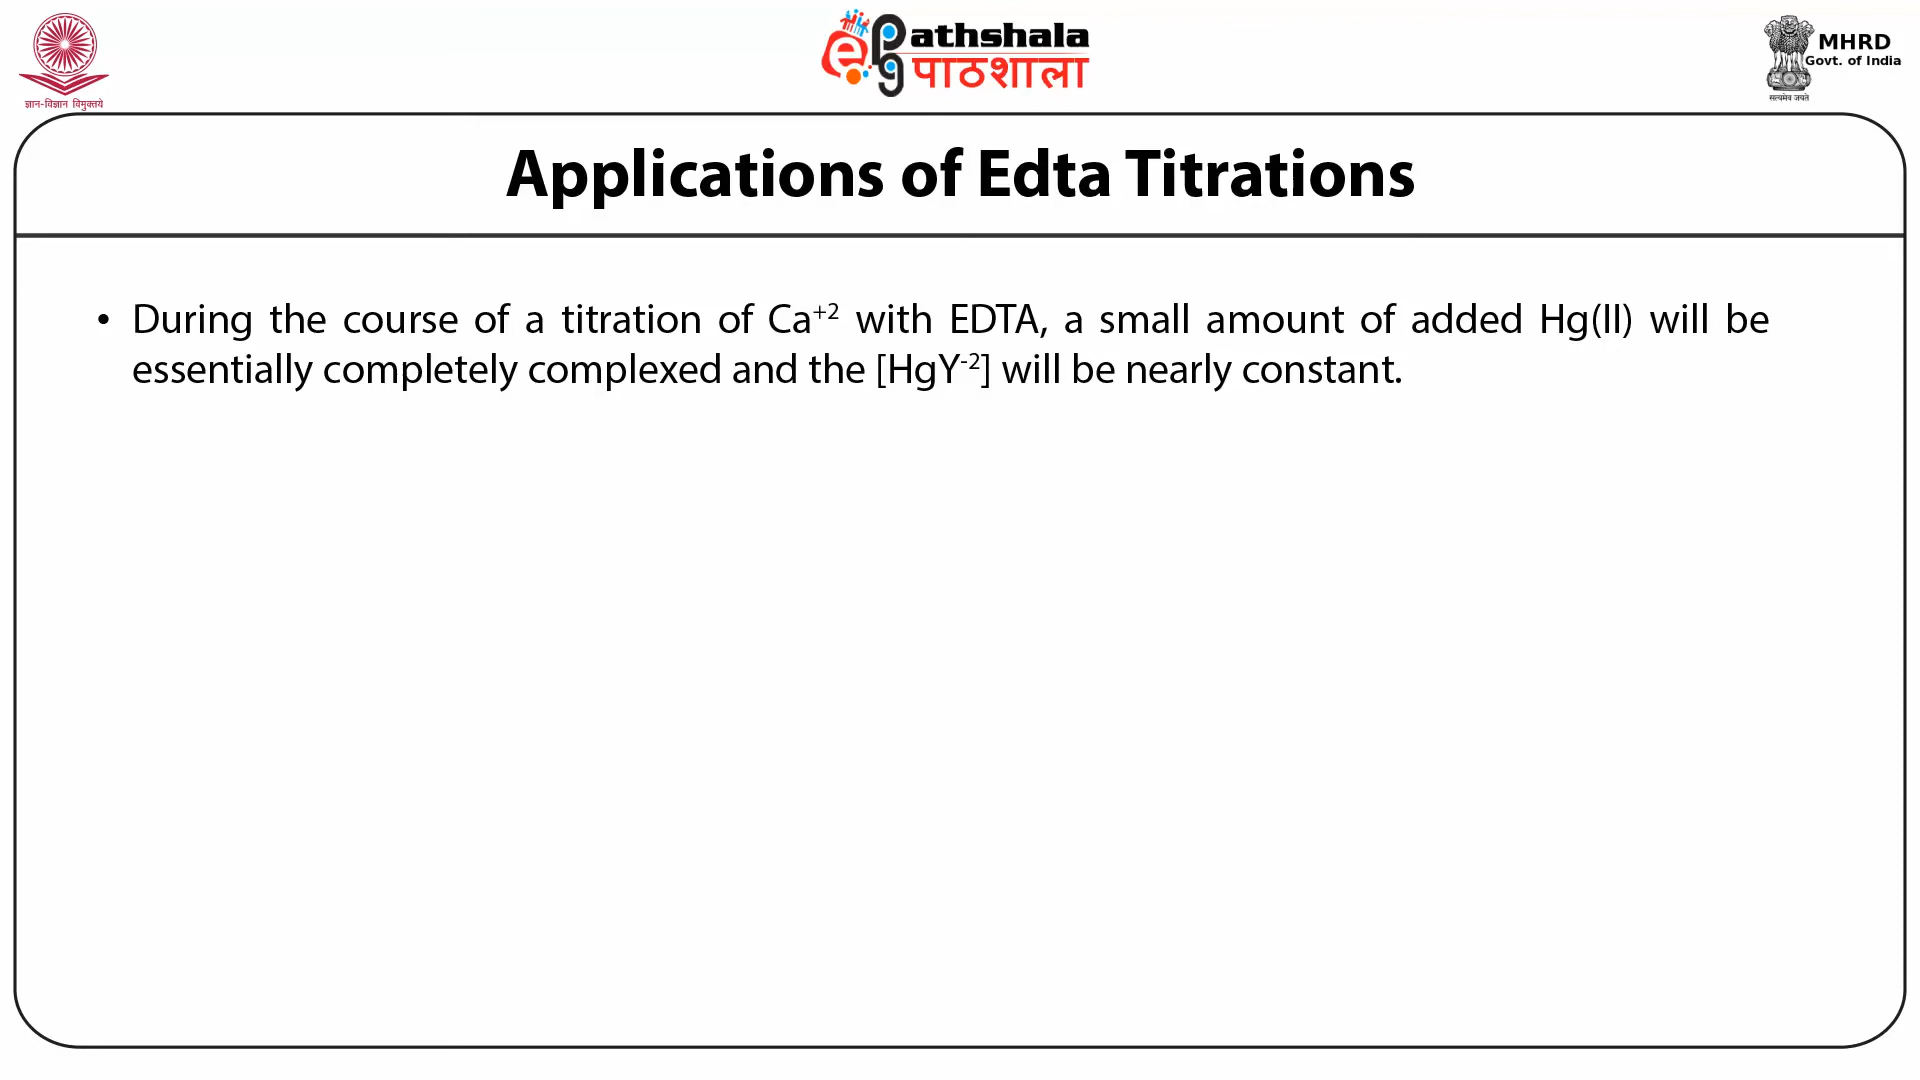 ज्ञान-विज्ञान विमुक्तये
ePG athshala
पाठशाला
MHRD
Govt. of India
सत्यमेव जयते
Applications of Edta Titrations
• During the course of a titration of Ca⁺² with EDTA, a small amount of added Hg(II) will be
essentially completely complexed and the [HgY⁻²] will be nearly constant.